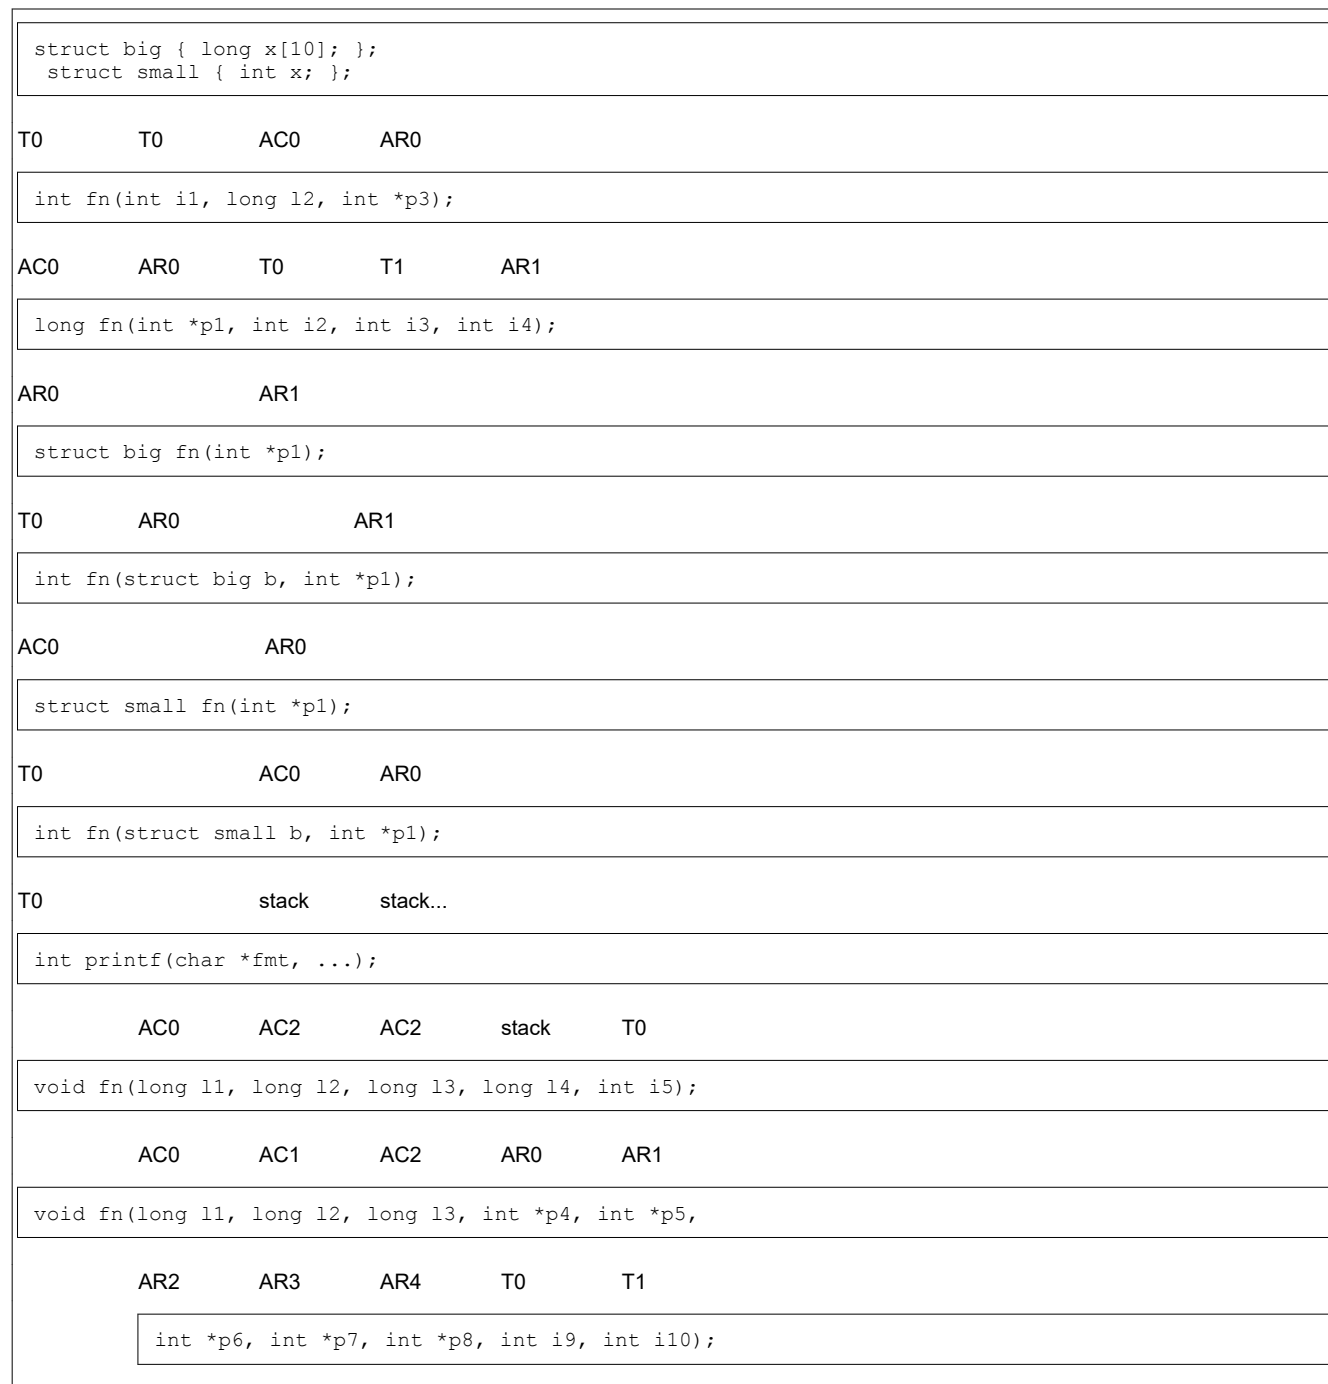 struct big { long x[10]; };
struct small { int x; };
T0 T0 AC0 AR0
int fn(int i1, long l2, int *p3);
AC0 AR0 T0 T1 AR1
long fn(int *p1, int i2, int i3, int i4);
AR0 AR1
struct big fn(int *p1);
T0 AR0 AR1
int fn(struct big b, int *p1);
AC0 AR0
struct small fn(int *p1);
T0 AC0 AR0
int fn(struct small b, int *p1);
T0 stack stack...
int printf(char *fmt, ...);
AC0 AC2 AC2 stack T0
void fn(long l1, long l2, long l3, long l4, int i5);
AC0 AC1 AC2 AR0 AR1
void fn(long l1, long l2, long l3, int *p4, int *p5,
AR2 AR3 AR4 T0 T1
int *p6, int *p7, int *p8, int i9, int i10);